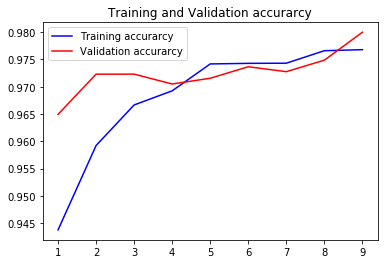 Training and Validation accurarcy
Training accurarcy
Validation accurarcy
0.980
0.975
0.970
0.965
0.960
0.955
0.950
0.945
1 2 3 4 5 6 7 8 9